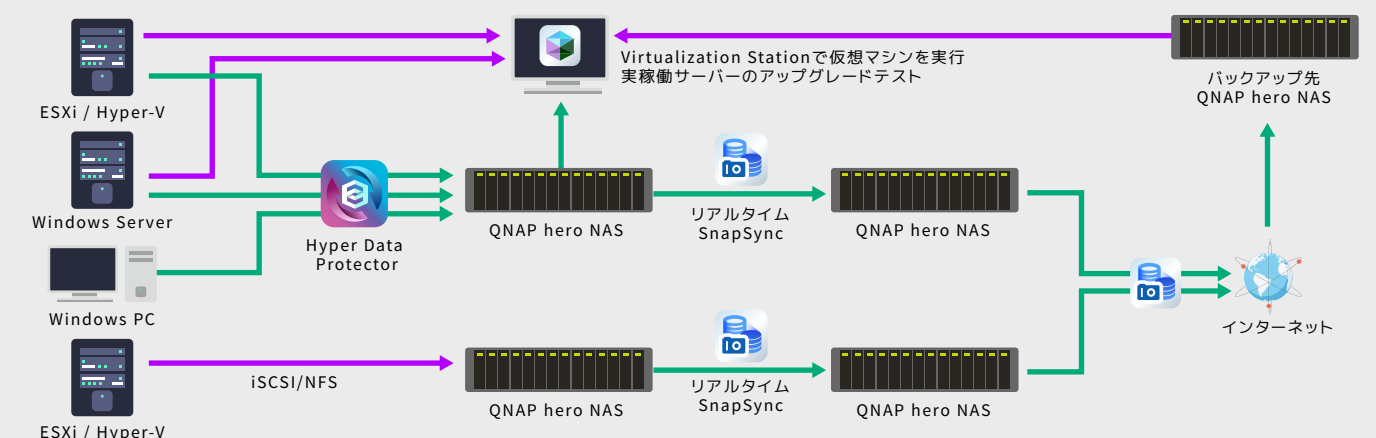 ESXi / Hyper-V
Windows Server
Windows PC
ESXi / Hyper-V
Hyper Data
Protector
iSCSI/NFS
Virtualization Stationで仮想マシンを実行
実稼働サーバーのアップグレードテスト
QNAP hero NAS
リアルタイム
SnapSync
QNAP hero NAS
QNAP hero NAS
リアルタイム
SnapSync
QNAP hero NAS
バックアップ先
QNAP hero NAS
インターネット